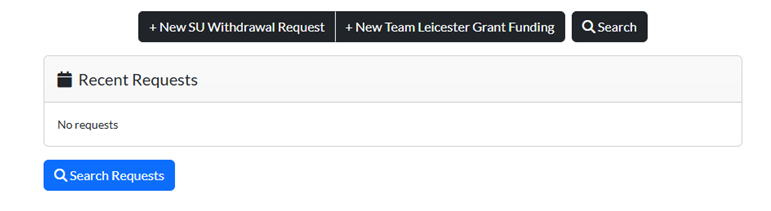 + New SU Withdrawal Request + New Team Leicester Grant Funding Search
Recent Requests
No requests
Search Requests